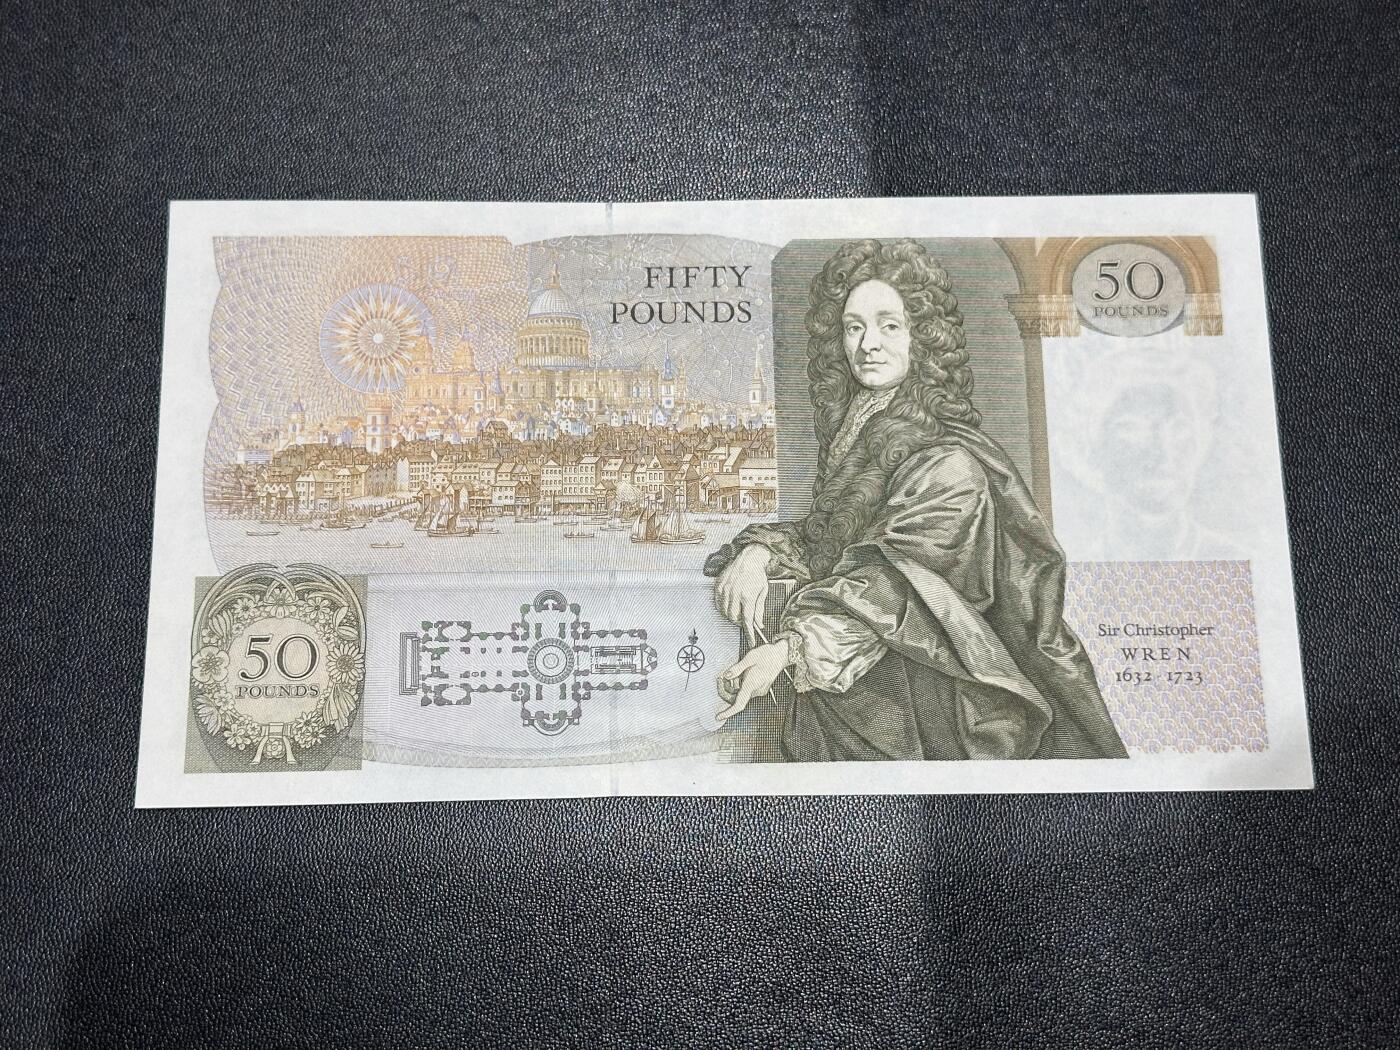 FIFTY
POUNDS
50
POUNDS
50
POUNDS
Sir Christopher
WREN
1632 · 1723